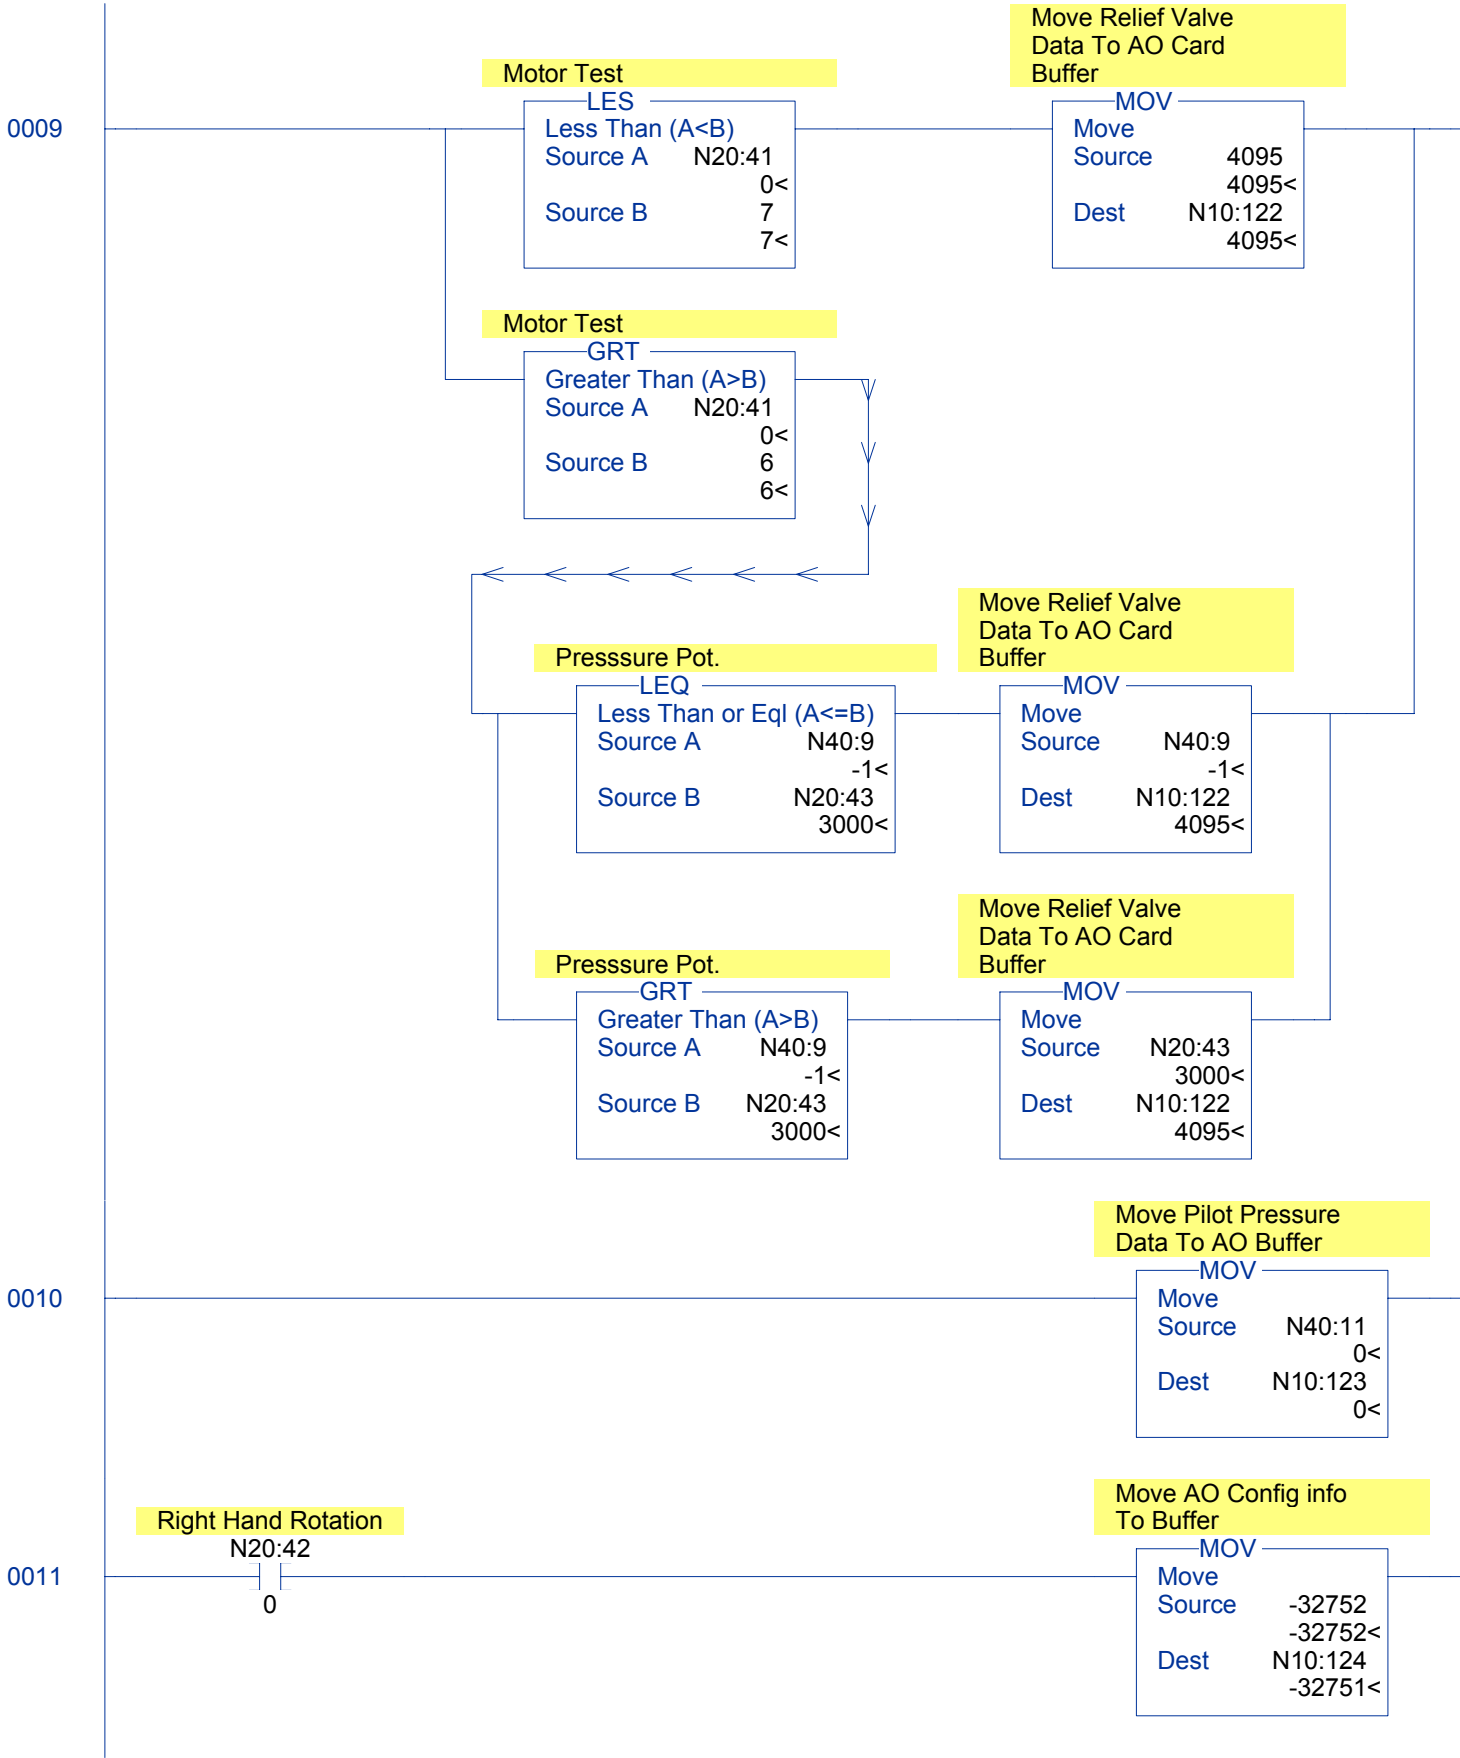 Move Relief Valve
Data To AO Card
Buffer
Motor Test
LES
MOV
0009
Less Than (A<B)
Move
Source A N20:41
Source 4095
0<
4095<
Source B 7
Dest N10:122
7<
4095<
Motor Test
GRT
Greater Than (A>B)
Source A N20:41
0<
Source B 6
6<
Move Relief Valve
Data To AO Card
Buffer
Presssure Pot.
LEQ
MOV
Less Than or Eql (A<=B)
Move
Source A N40:9
Source N40:9
-1<
-1<
Source B N20:43
Dest N10:122
3000<
4095<
Move Relief Valve
Data To AO Card
Buffer
Presssure Pot.
GRT
MOV
Greater Than (A>B)
Move
Source A N40:9
Source N20:43
-1<
3000<
Source B N20:43
Dest N10:122
3000<
4095<
Move Pilot Pressure
Data To AO Buffer
MOV
0010
Move
Source N40:11
0<
Dest N10:123
0<
Move AO Config info
To Buffer
Right Hand Rotation
N20:42
MOV
0011
Move
0
Source -32752
-32752<
Dest N10:124
-32751<